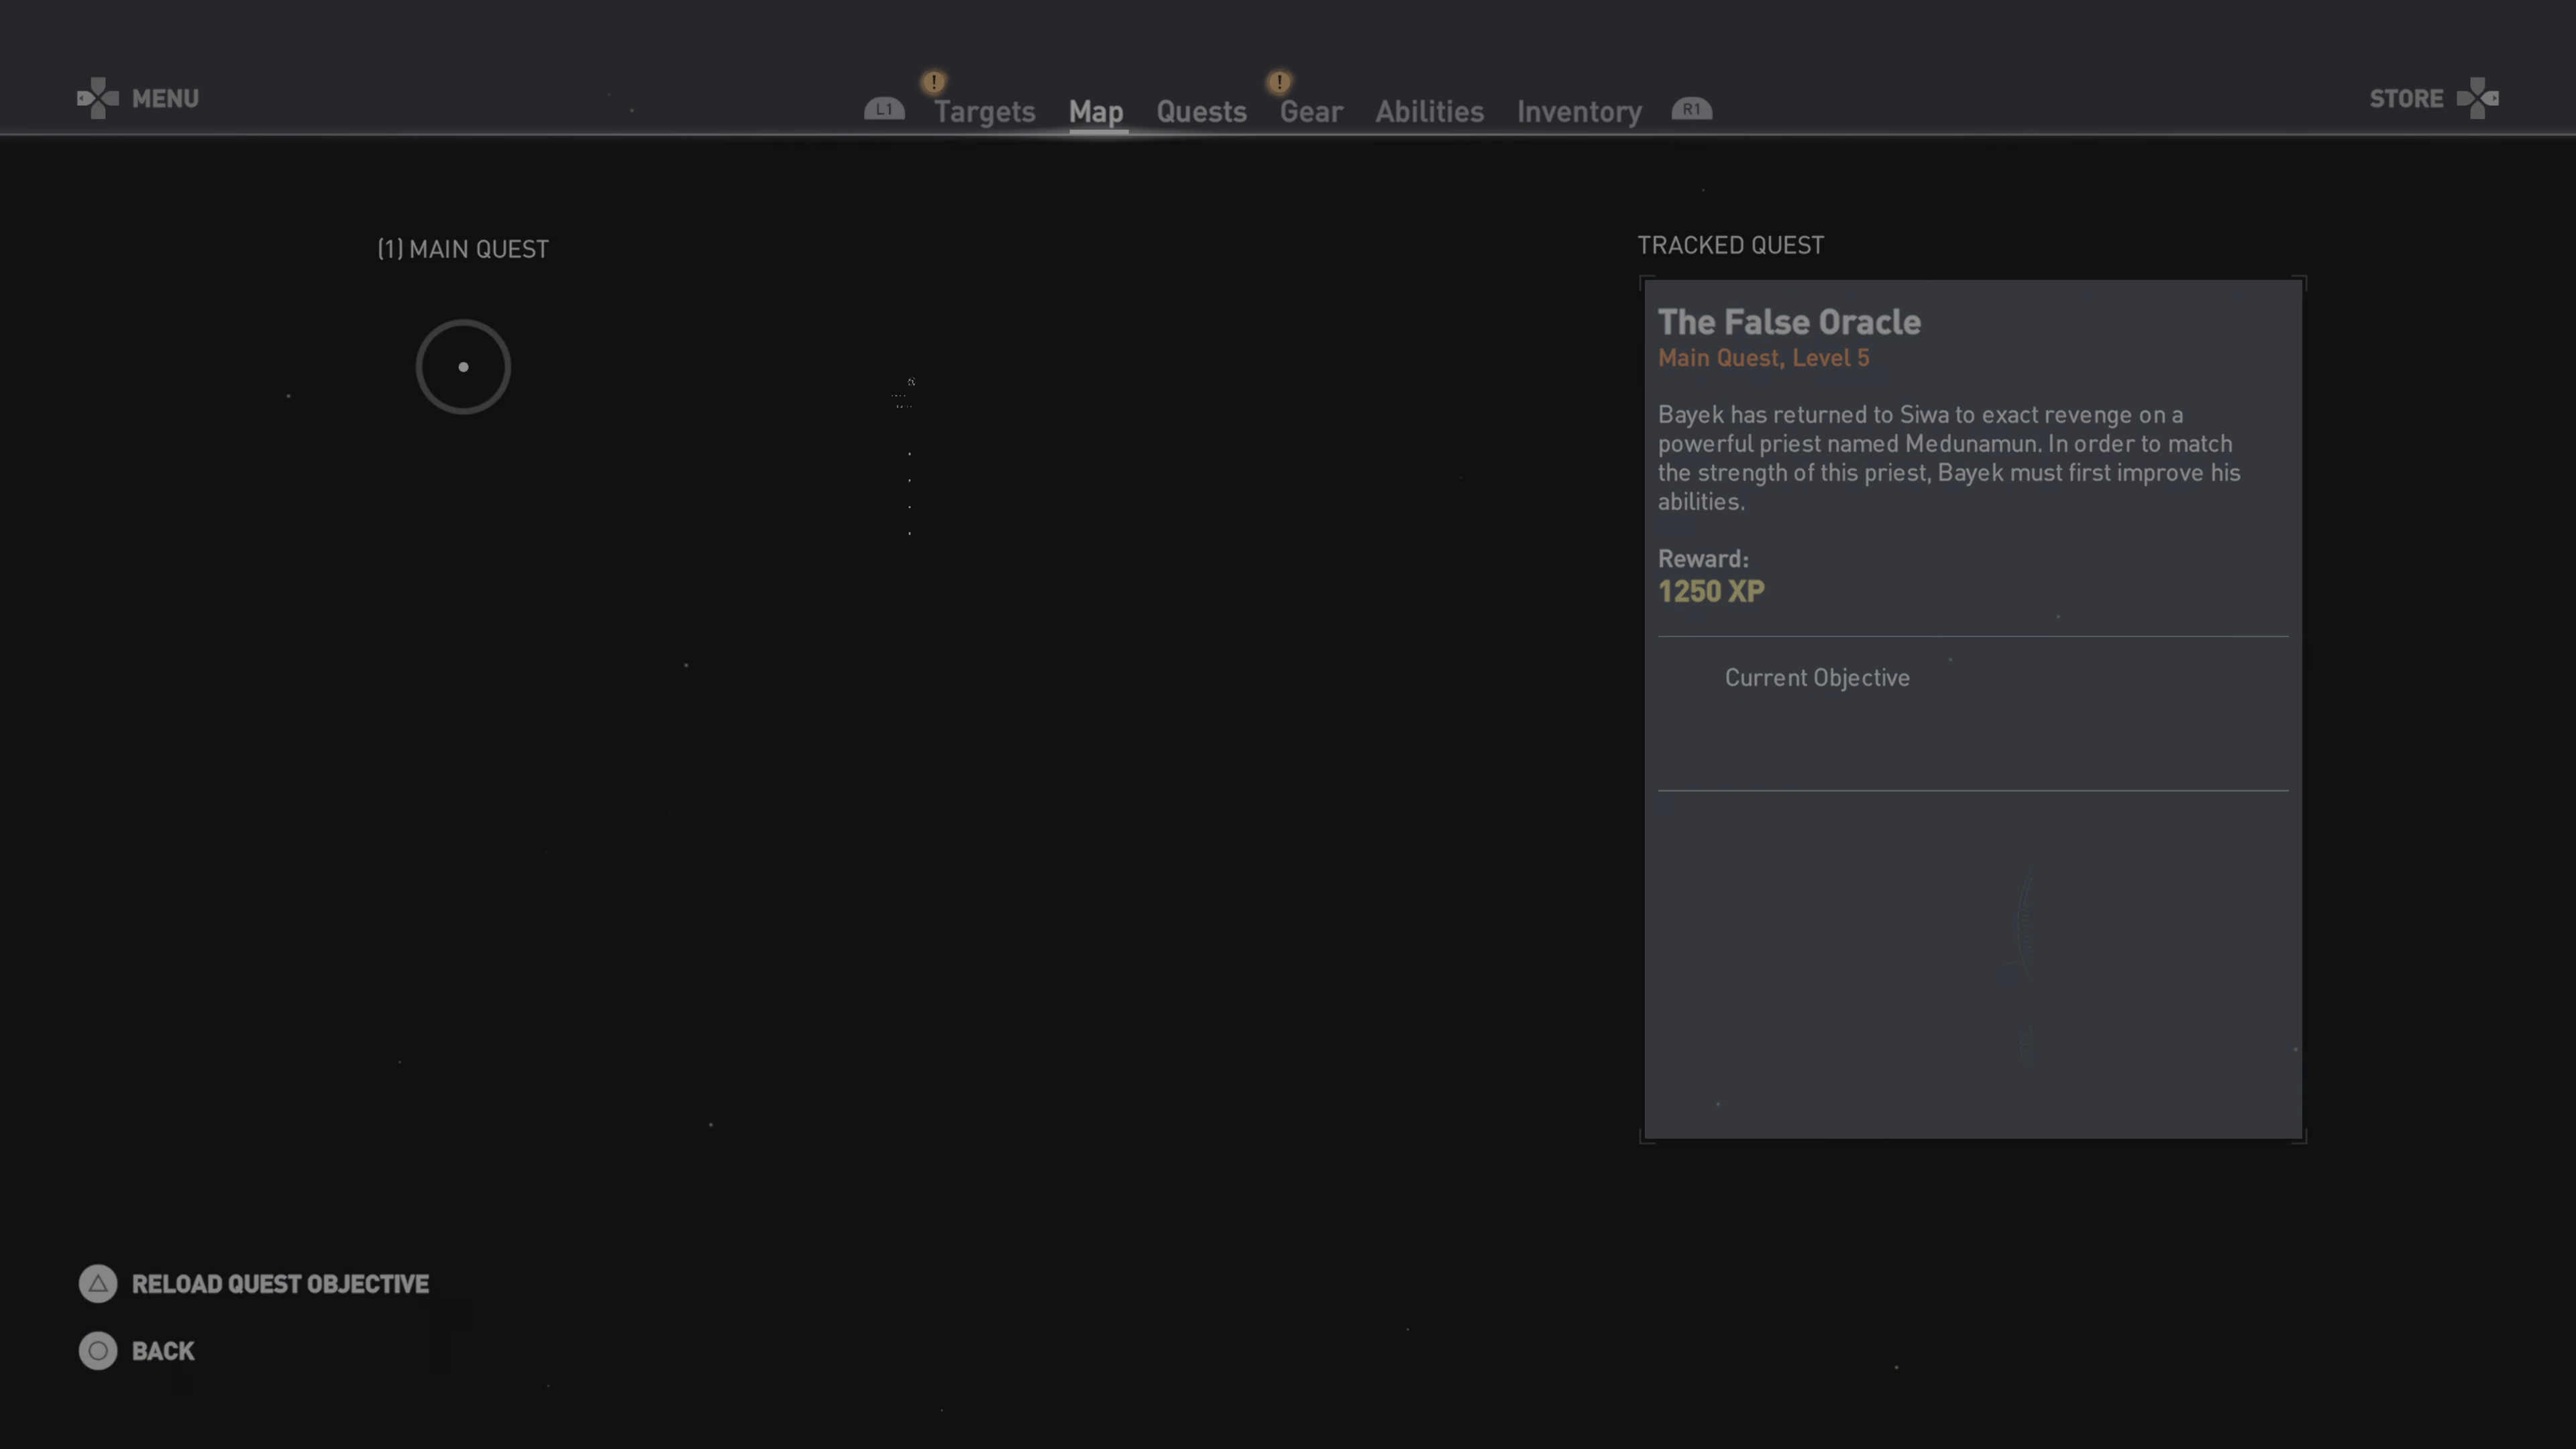 MENU
L1 Targets Map Quests Gear Abilities Inventory R1
STORE
(1) MAIN QUEST
TRACKED QUEST
The False Oracle
Main Quest, Level 5
Bayek has returned to Siwa to exact revenge on a
powerful priest named Medunamun. In order to match
the strength of this priest, Bayek must first improve his
abilities.
Reward:
1250 XP
Current Objective
RELOAD QUEST OBJECTIVE
BACK